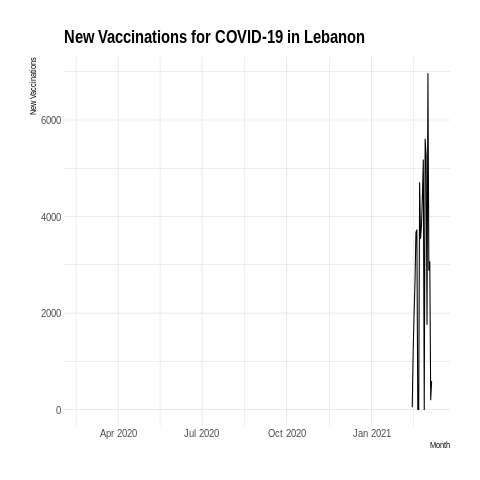 New Vaccinations for COVID-19 in Lebanon
New Vaccinations
6000
4000
2000
0
Apr 2020
Jul 2020
Oct 2020
Jan 2021
Month